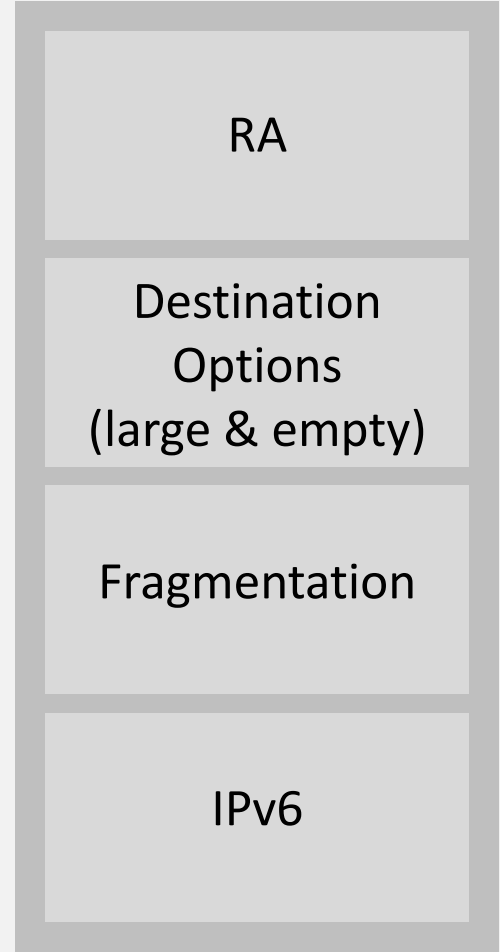 RA
Destination
Options
(large & empty)
Fragmentation
IPv6